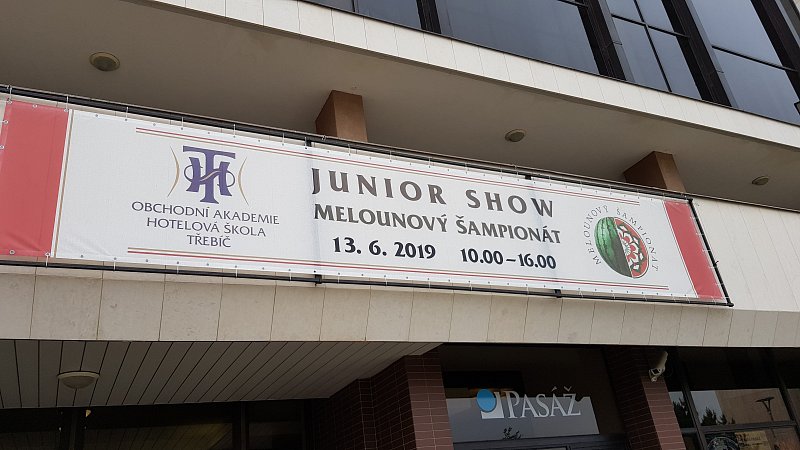 OBCHODNÍ AKADEMIE
HOTELOVÁ ŠKOLA
TŘEBÍČ
JUNIOR SHOW
MELOUNOVÝ ŠAMPIONÁT
13. 6. 2019 10.00–16.00
MELOUNOVÝ ŠAMPIONÁT
PASÁŽ